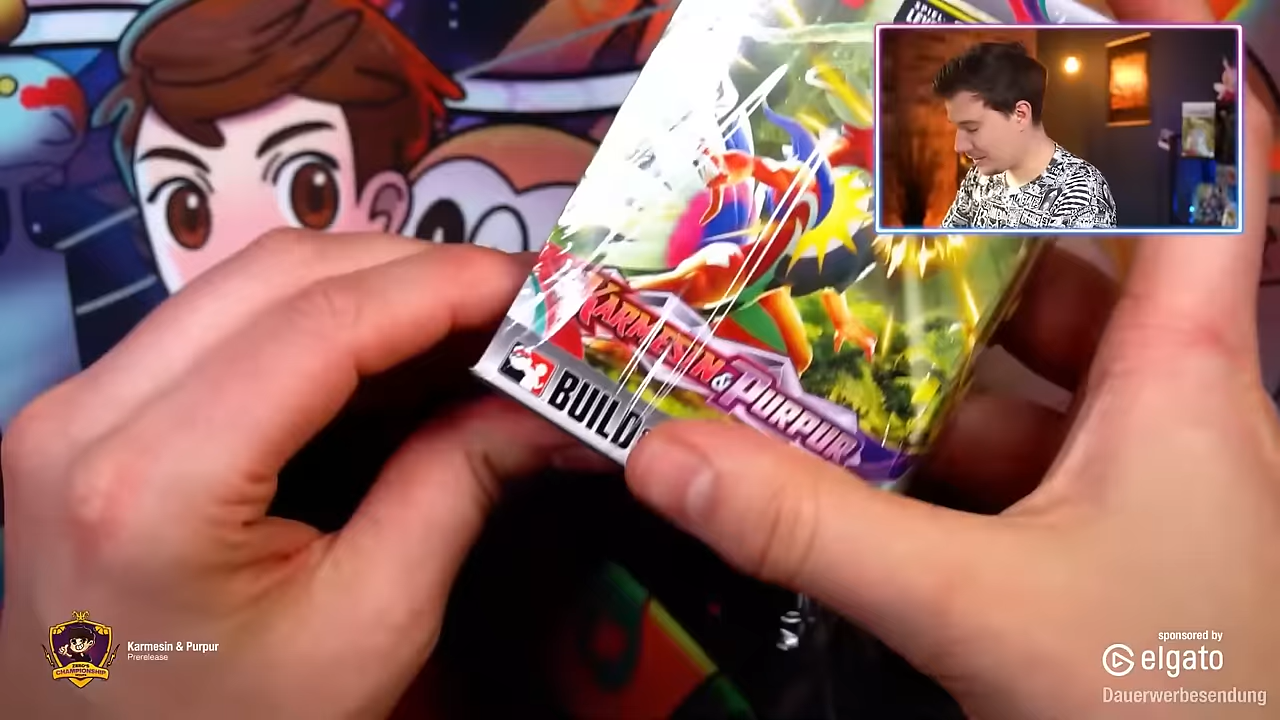 KARMESIN & PURPUR
BUILD
Karmesin & Purpur
Prerelease
CHAMPIONSHIP
sponsored by
elgato
Dauerwerbesendung